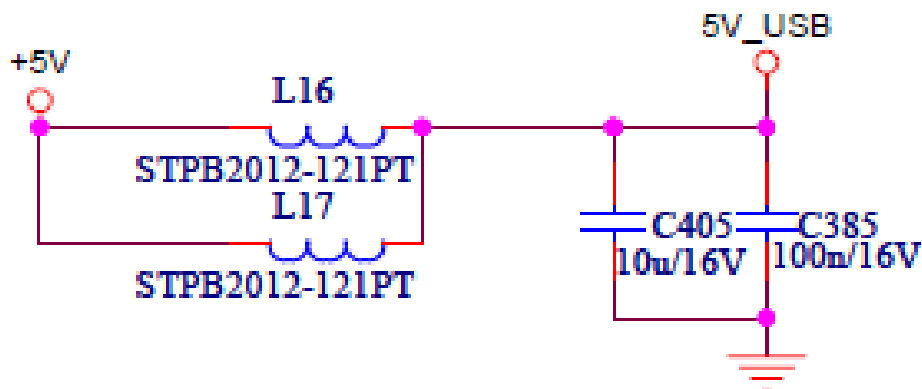 5V_USB
+5V
L16
STPB2012-121PT
L17
STPB2012-121PT
C405
10u/16V
C385
100n/16V